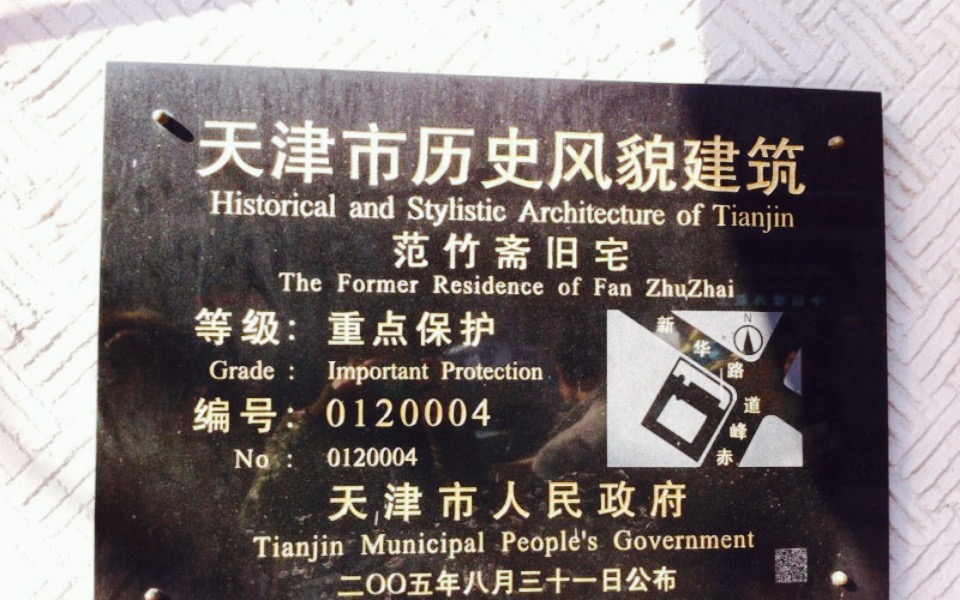 天津市历史风貌建筑
Historical and Stylistic Architecture of Tianjin
范竹斋旧宅
The Former Residence of Fan ZhuZhai
等级：重点保护
Grade : Important Protection
编号：0120004
No : 0120004
新华路
N
赤峰道
天津市人民政府
Tianjin Municipal People's Government
二〇〇五年八月三十一日公布